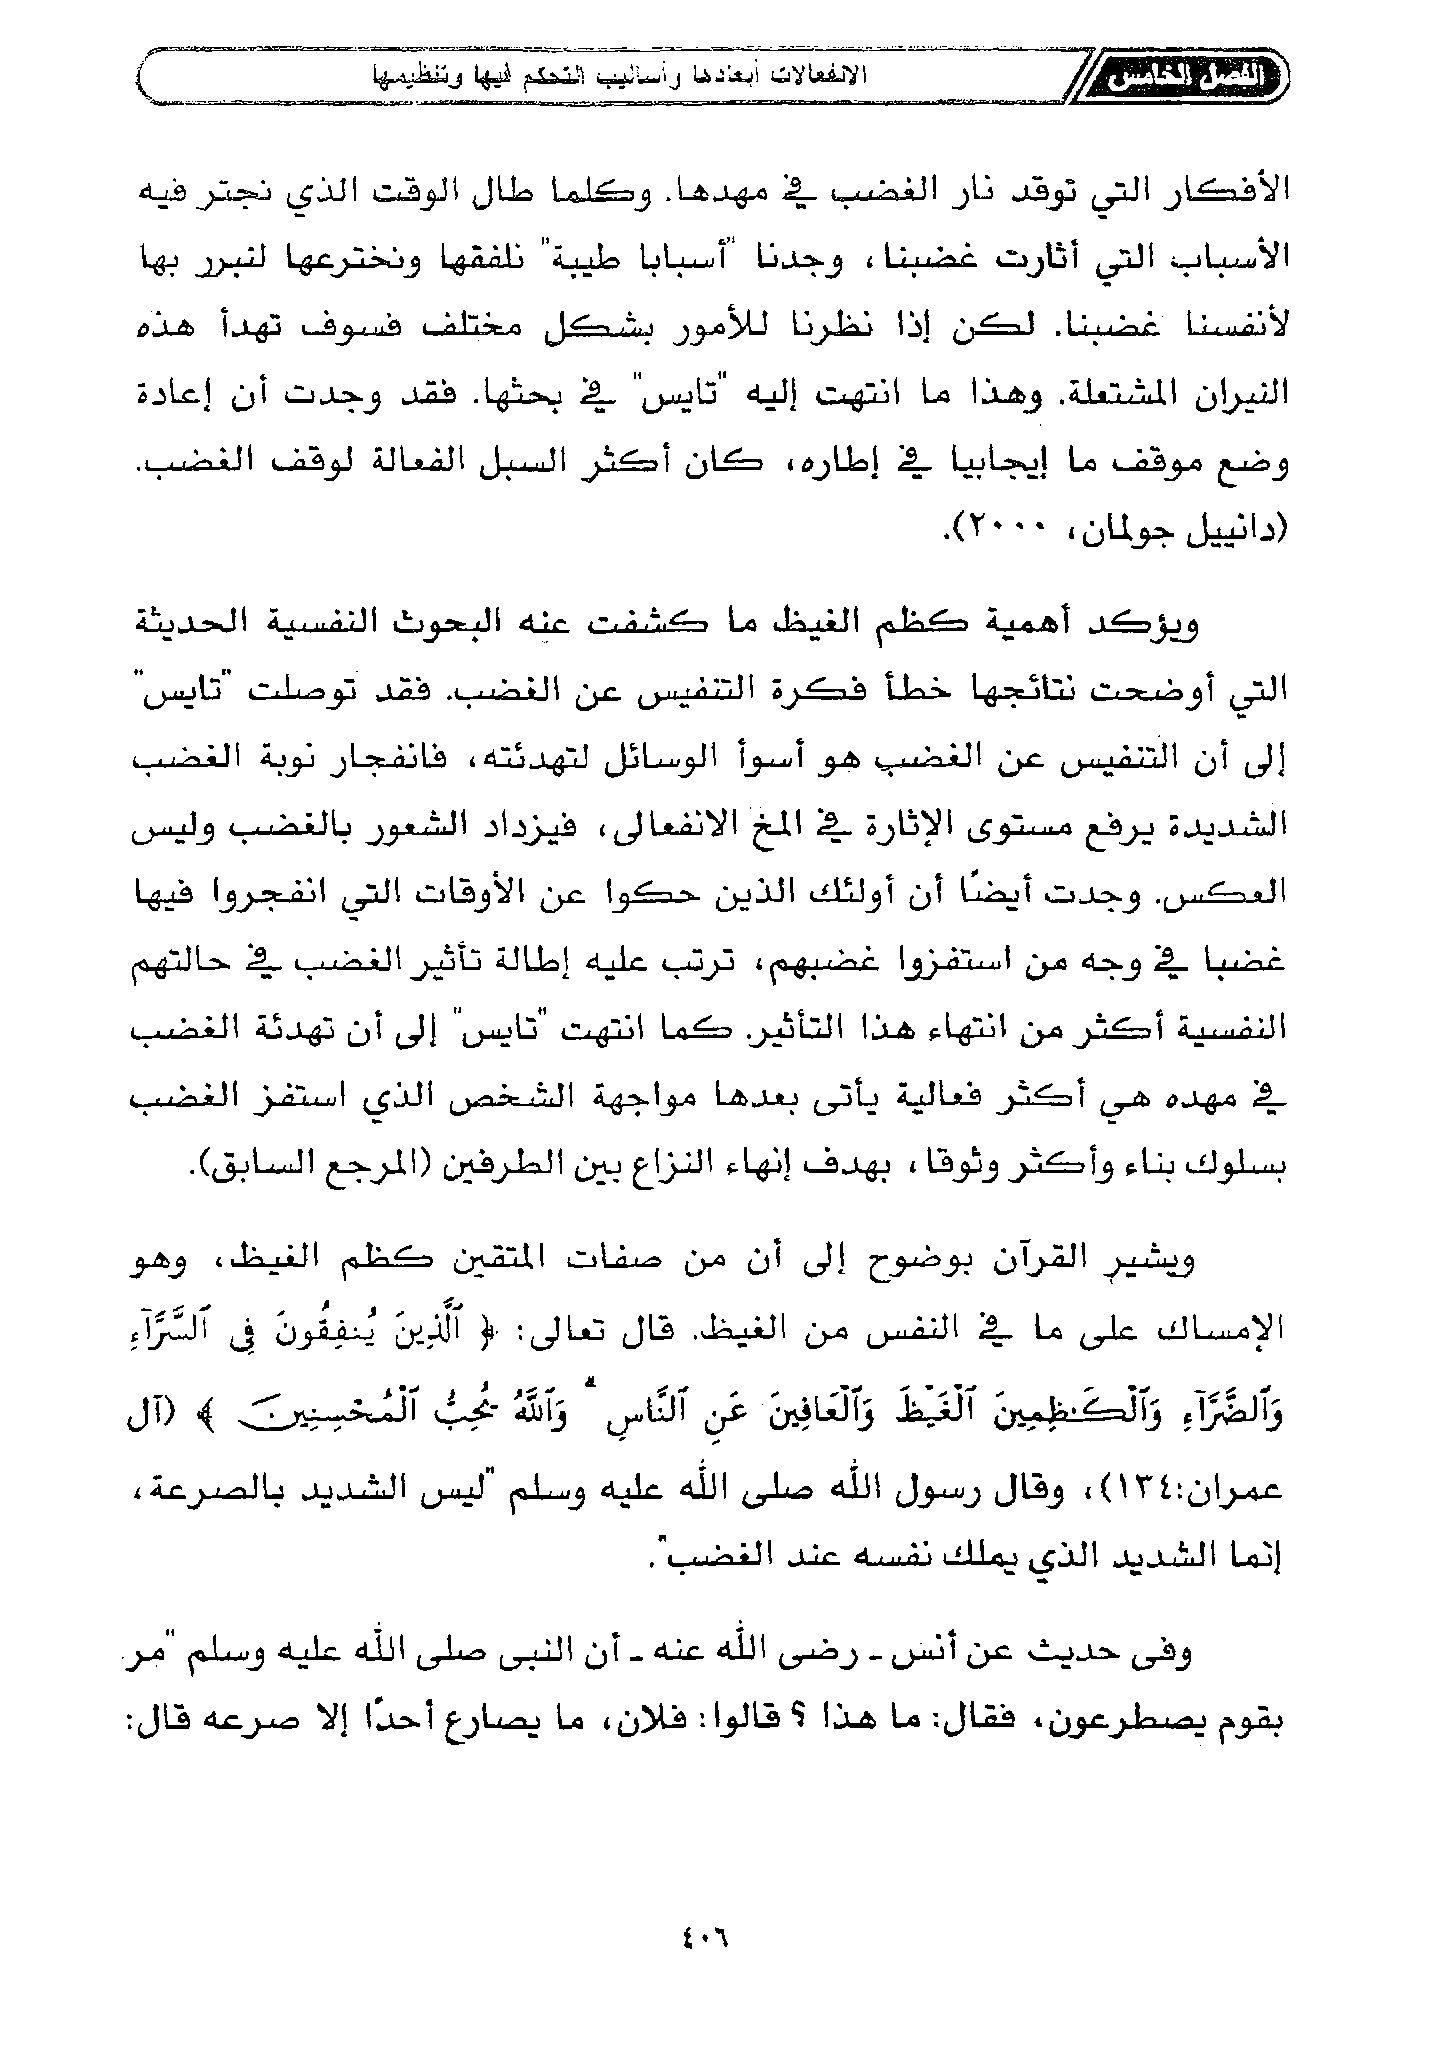 الفصل الخامس
الانفعالات أبعادها وأساليب التحكم فيها وتنظيمها
الأفكار التي توقد نار الغضب في مهدها. وكلما طال الوقت الذي نجتر فيه
الأسباب التي أثارت غضبنا، وجدنا "أسبابا طيبة" نلفقها ونخترعها لنبرر بها
لأنفسنا غضبنا. لكن إذا نظرنا للأمور بشكل مختلف فسوف تهدأ هذه
النيران المشتعلة. وهذا ما انتهت إليه "تايس" في بحثها. فقد وجدت أن إعادة
وضع موقف ما إيجابيا في إطاره، كان أكثر السبل الفعالة لوقف الغضب.
(دانييل جولمان، ٢٠٠٠).
ويؤكد أهمية كظم الغيظ ما كشفت عنه البحوث النفسية الحديثة
التي أوضحت نتائجها خطأ فكرة التنفيس عن الغضب. فقد توصلت "تايس"
إلى أن التنفيس عن الغضب هو أسوأ الوسائل لتهدئته، فانفجار نوبة الغضب
الشديدة يرفع مستوى الإثارة في المخ الانفعالى، فيزداد الشعور بالغضب وليس
العكس. وجدت أيضًا أن أولئك الذين حكوا عن الأوقات التي انفجروا فيها
غضبا في وجه من استفزوا غضبهم، ترتب عليه إطالة تأثير الغضب في حالتهم
النفسية أكثر من انتهاء هذا التأثير. كما انتهت "تايس" إلى أن تهدئة الغضب
في مهده هي أكثر فعالية يأتى بعدها مواجهة الشخص الذي استفز الغضب
بسلوك بناء وأكثر وثوقا، بهدف إنهاء النزاع بين الطرفين (المرجع السابق).
ويشير القرآن بوضوح إلى أن من صفات المتقين كظم الغيظ، وهو
الإمساك على ما في النفس من الغيظ. قال تعالى: ﴿ ٱلَّذِينَ يُنفِقُونَ فِى ٱلسَّرَّآءِ
وَٱلضَّرَّآءِ وَٱلْكَـٰظِمِينَ ٱلْغَيْظَ وَٱلْعَافِينَ عَنِ ٱلنَّاسِ ۗ وَٱللَّهُ يُحِبُّ ٱلْمُحْسِنِينَ ﴾ (آل
عمران:١٣٤)، وقال رسول الله صلى الله عليه وسلم "ليس الشديد بالصرعة،
إنما الشديد الذي يملك نفسه عند الغضب".
وفى حديث عن أنس - رضى الله عنه - أن النبى صلى الله عليه وسلم "مر
بقوم يصطرعون، فقال: ما هذا ؟ قالوا: فلان، ما يصارع أحدًا إلا صرعه قال:
٤٠٦